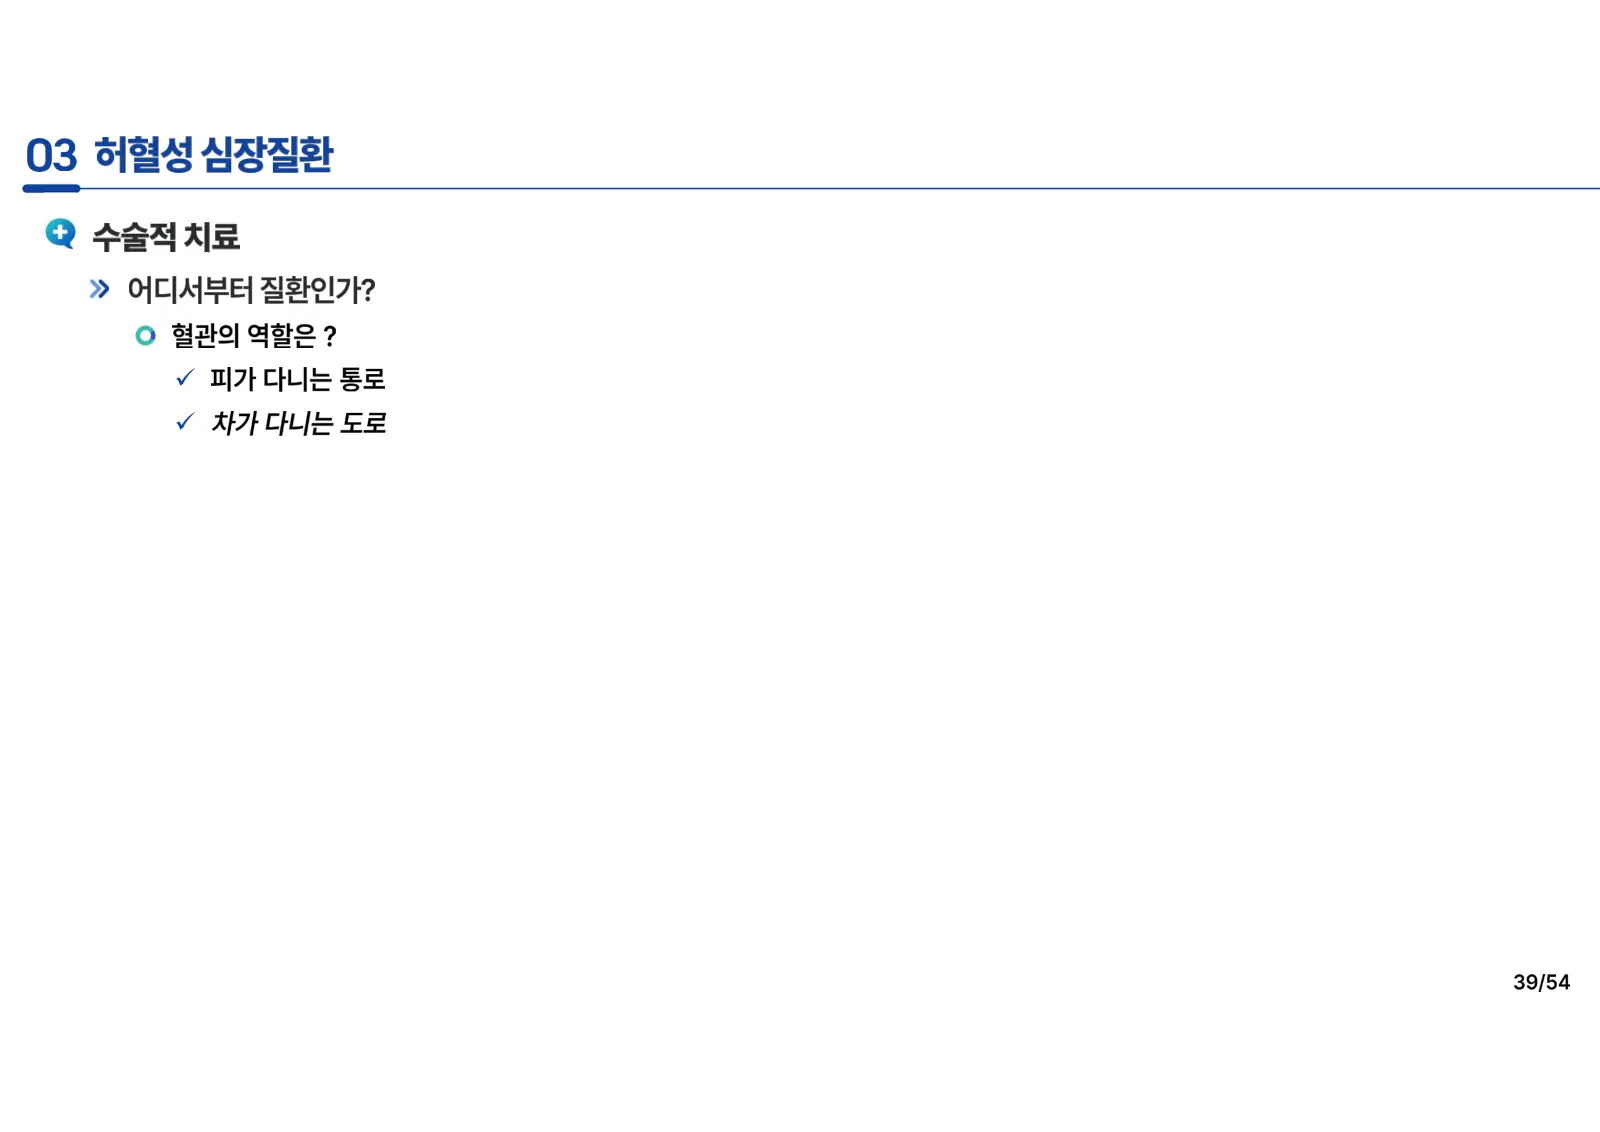 03 허혈성 심장질환
수술적 치료
어디서부터 질환인가?
혈관의 역할은 ?
피가 다니는 통로
차가 다니는 도로
39/54